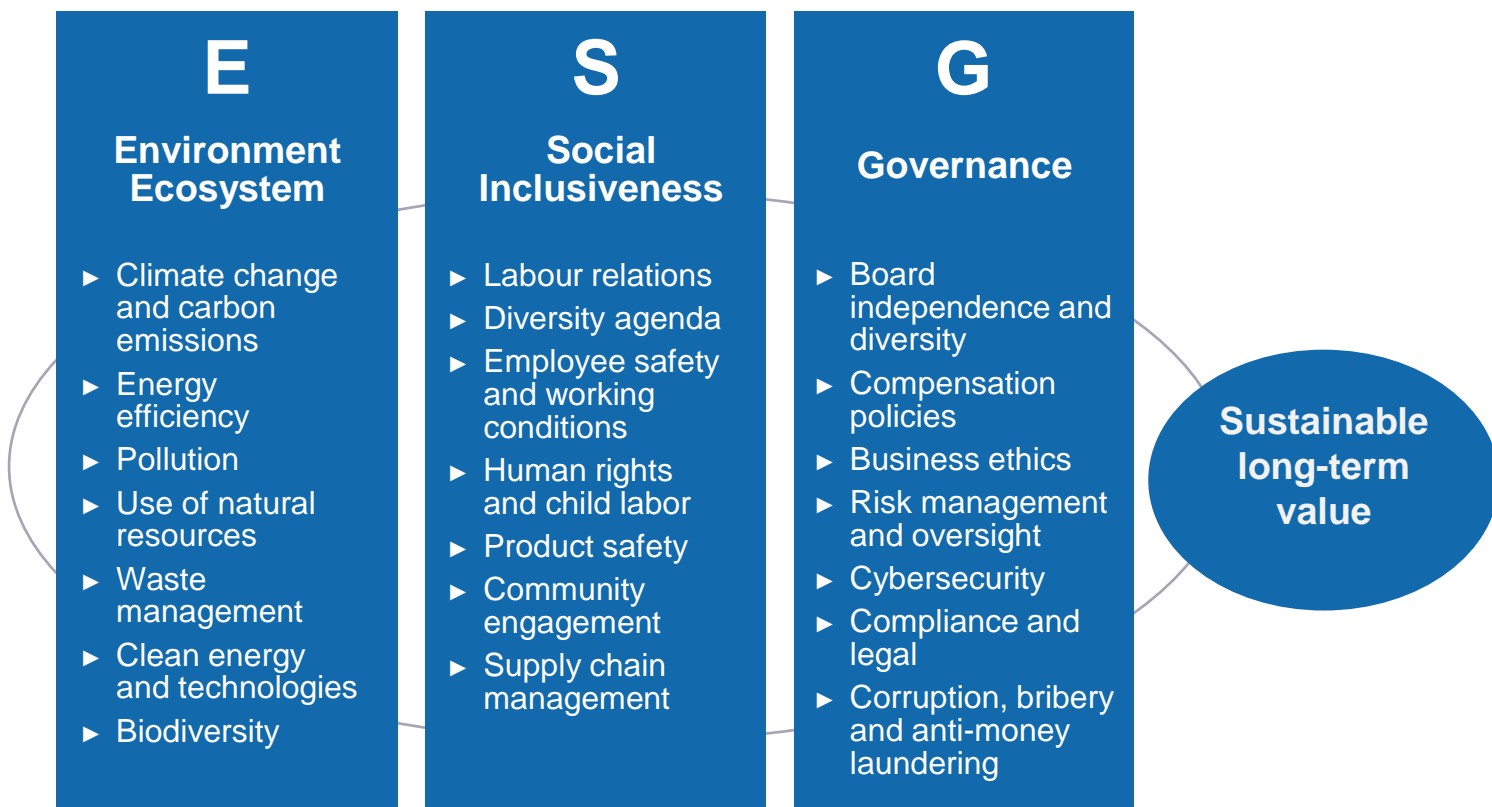 E
Environment
Ecosystem
► Climate change
and carbon
emissions
► Energy
efficiency
► Pollution
► Use of natural
resources
► Waste
management
► Clean energy
and technologies
► Biodiversity
S
Social
Inclusiveness
► Labour relations
► Diversity agenda
► Employee safety
and working
conditions
► Human rights
and child labor
► Product safety
► Community
engagement
► Supply chain
management
G
Governance
► Board
independence and
diversity
► Compensation
policies
► Business ethics
► Risk management
and oversight
► Cybersecurity
► Compliance and
legal
► Corruption, bribery
and anti-money
laundering
Sustainable
long-term
value